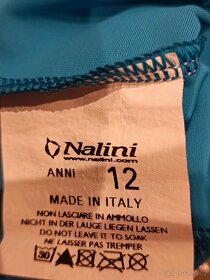 Nalini
www.nalini.com
ANNI 12
MADE IN ITALY
NON LASCIARE IN AMMOLLO
NICHT IN DER LAUGE LIEGEN LASSEN
DO NOT LEAVE IT TO SOAK
NE LAISSER PAS TREMPER
30